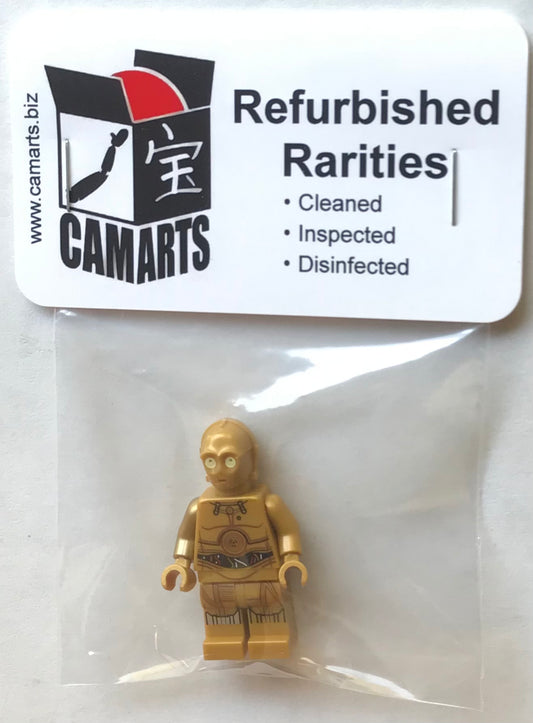 www.camarts.biz
宝
CAMARTS
Refurbished
Rarities
• Cleaned
• Inspected
• Disinfected